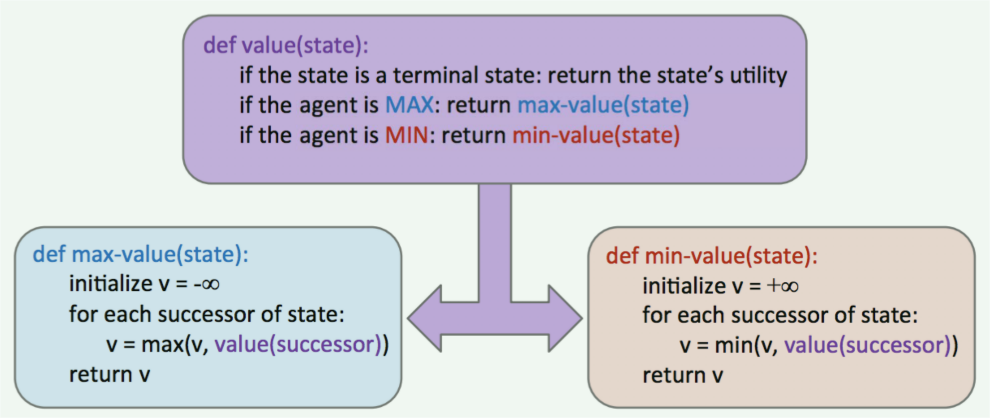 def value(state):
if the state is a terminal state: return the state’s utility
if the agent is MAX: return max-value(state)
if the agent is MIN: return min-value(state)
def max-value(state):
initialize v = -∞
for each successor of state:
v = max(v, value(successor))
return v
def min-value(state):
initialize v = +∞
for each successor of state:
v = min(v, value(successor))
return v